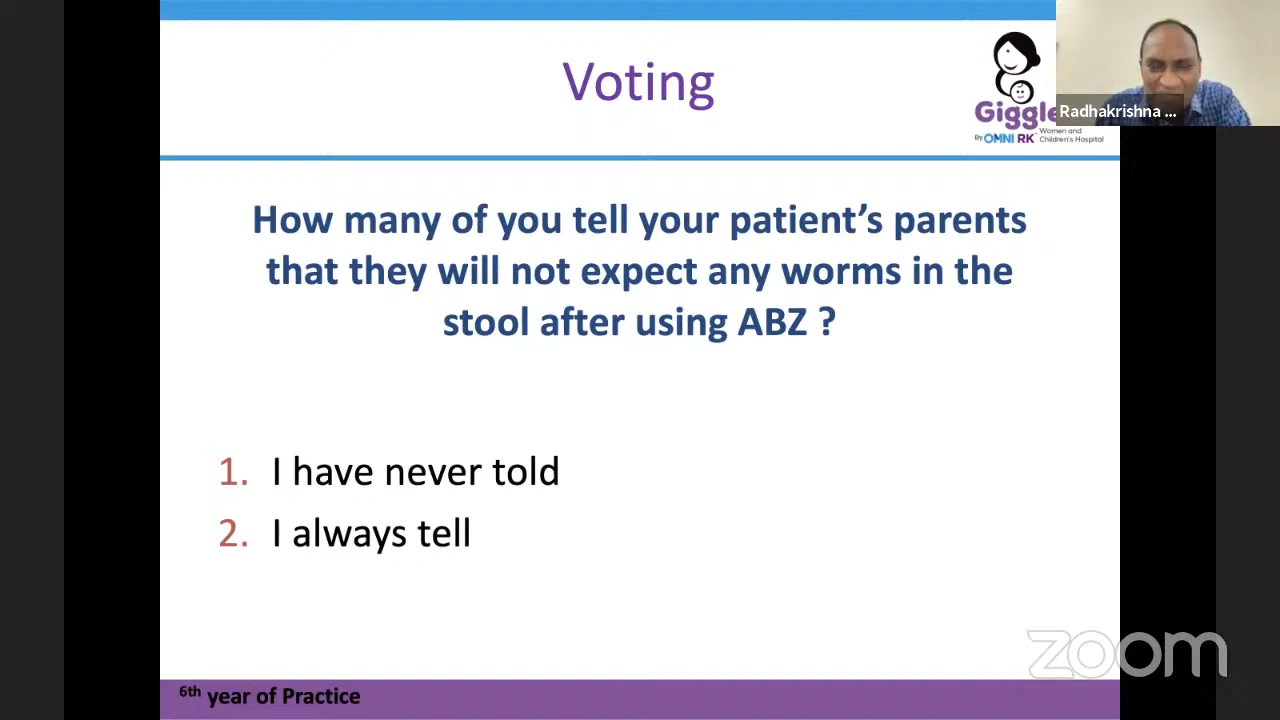 Voting
Giggle
By OMNI RK Women and
Children's Hospital
Radhakrishna ...
How many of you tell your patient’s parents
that they will not expect any worms in the
stool after using ABZ ?
1. I have never told
2. I always tell
zoom
6th year of Practice